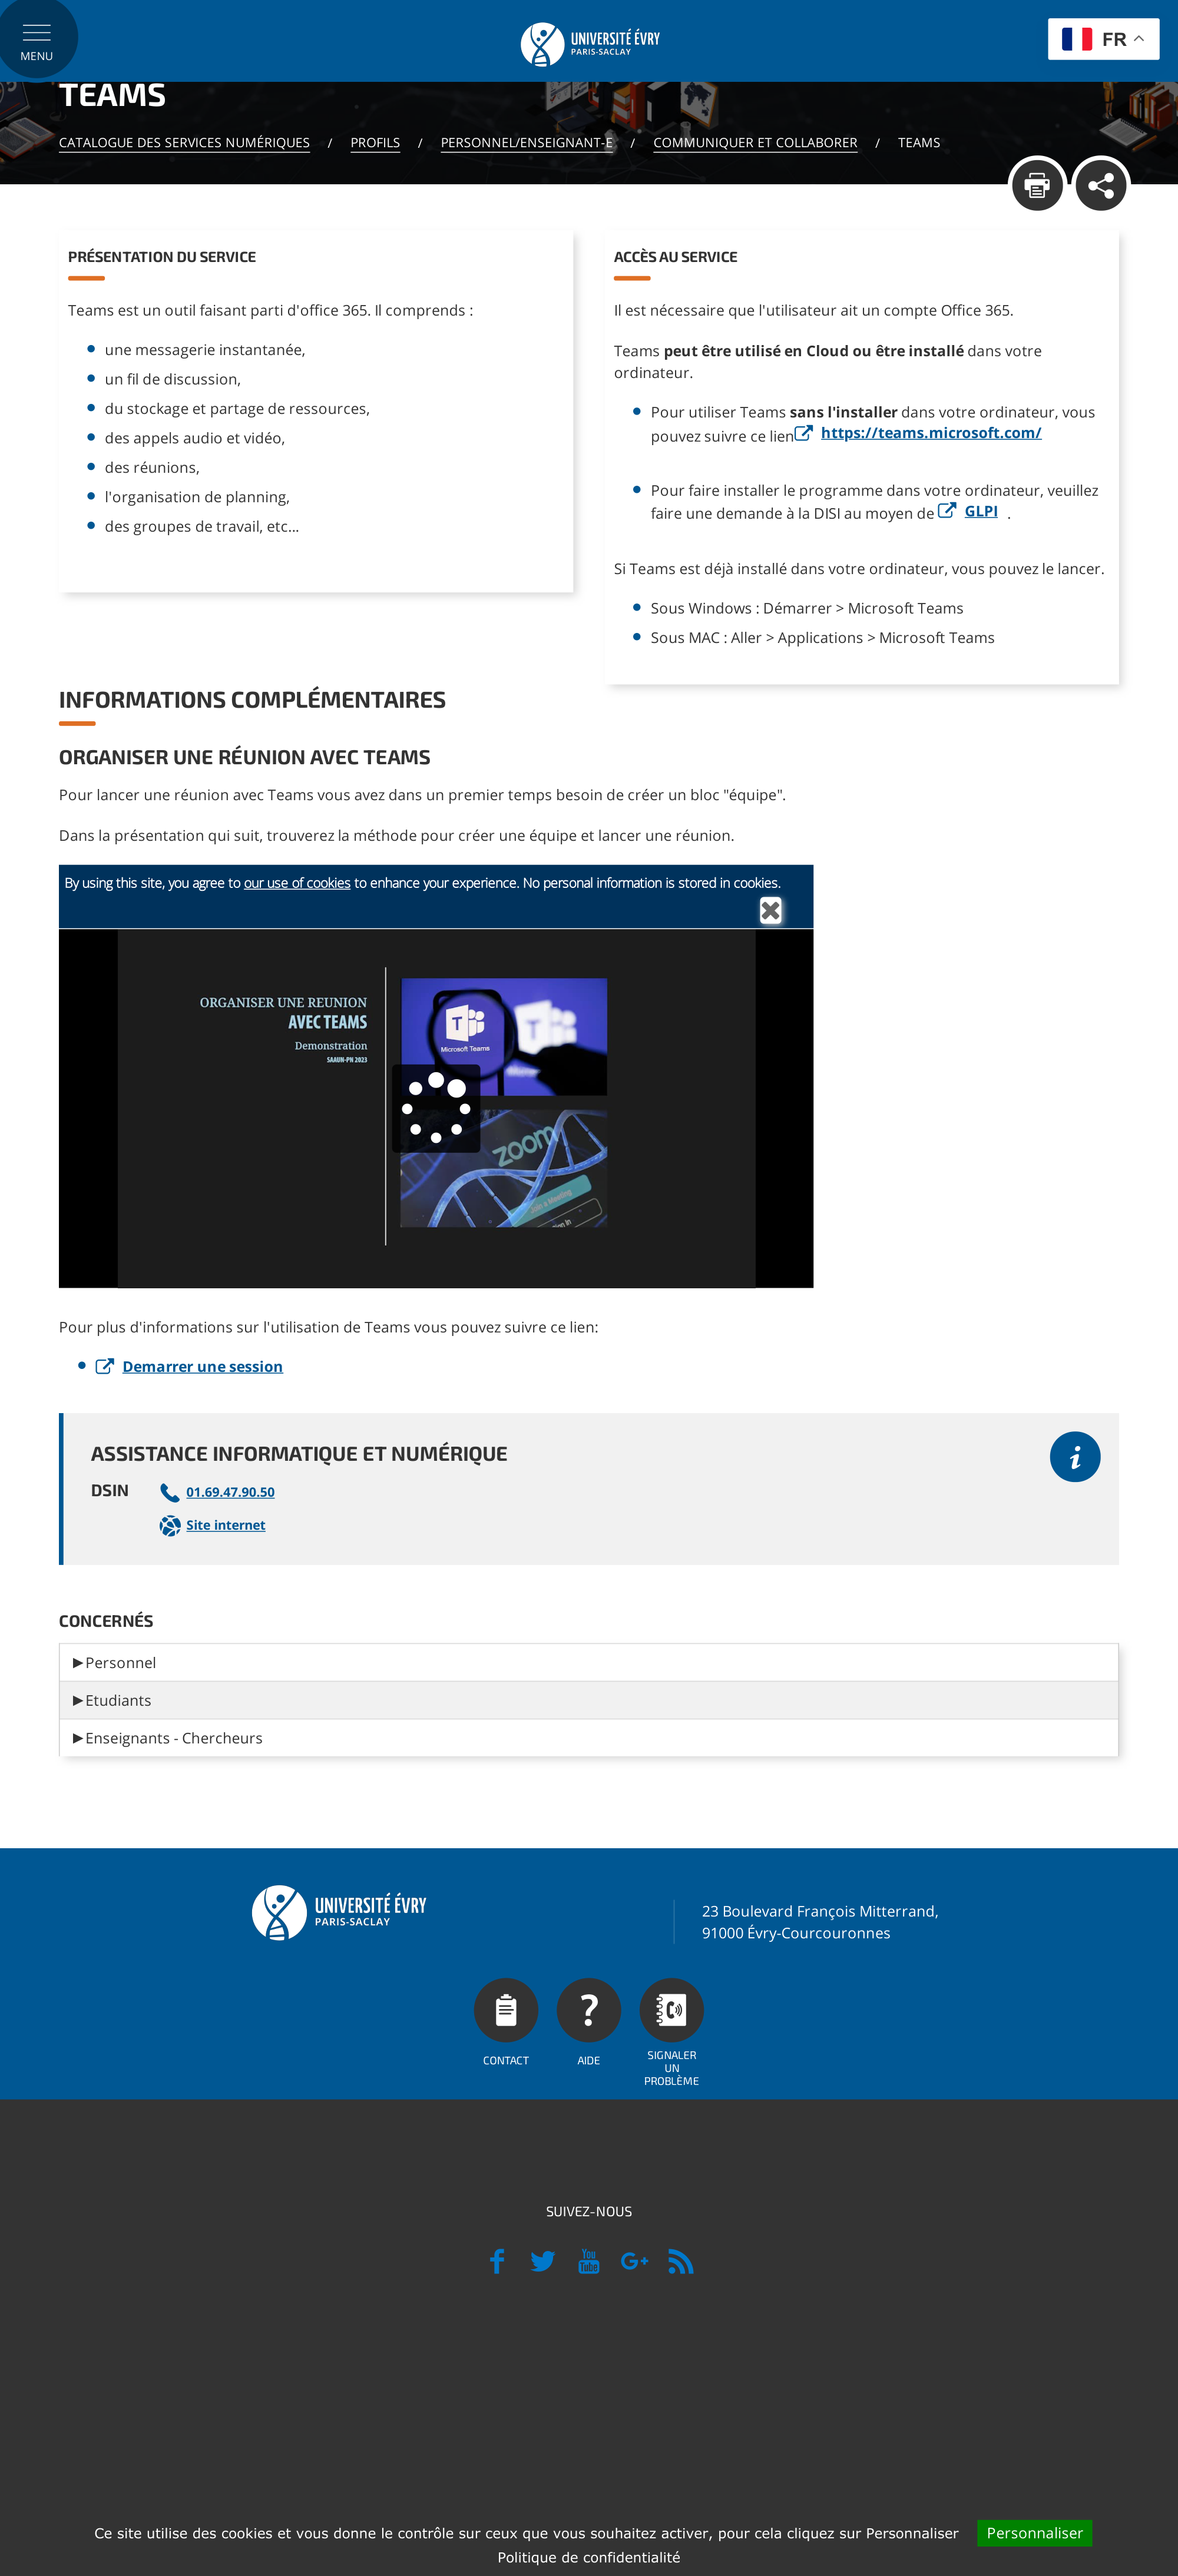 MENU
UNIVERSITÉ ÉVRY
PARIS-SACLAY
FR
TEAMS
CATALOGUE DES SERVICES NUMÉRIQUES / PROFILS / PERSONNEL/ENSEIGNANT-E / COMMUNIQUER ET COLLABORER / TEAMS
PRÉSENTATION DU SERVICE
Teams est un outil faisant parti d'office 365. Il comprends :
une messagerie instantanée,
un fil de discussion,
du stockage et partage de ressources,
des appels audio et vidéo,
des réunions,
l'organisation de planning,
des groupes de travail, etc...
ACCÈS AU SERVICE
Il est nécessaire que l'utilisateur ait un compte Office 365.
Teams peut être utilisé en Cloud ou être installé dans votre
ordinateur.
Pour utiliser Teams sans l'installer dans votre ordinateur, vous
pouvez suivre ce lien https://teams.microsoft.com/
Pour faire installer le programme dans votre ordinateur, veuillez
faire une demande à la DISI au moyen de GLPI .
Si Teams est déjà installé dans votre ordinateur, vous pouvez le lancer.
Sous Windows : Démarrer > Microsoft Teams
Sous MAC : Aller > Applications > Microsoft Teams
INFORMATIONS COMPLÉMENTAIRES
ORGANISER UNE RÉUNION AVEC TEAMS
Pour lancer une réunion avec Teams vous avez dans un premier temps besoin de créer un bloc "équipe".
Dans la présentation qui suit, trouverez la méthode pour créer une équipe et lancer une réunion.
By using this site, you agree to our use of cookies to enhance your experience. No personal information is stored in cookies.
ORGANISER UNE REUNION
AVEC TEAMS
Demonstration
SAAUN-PN 2023
T
Microsoft Teams
zoom
Join a Meeting
Pour plus d'informations sur l'utilisation de Teams vous pouvez suivre ce lien:
Demarrer une session
ASSISTANCE INFORMATIQUE ET NUMÉRIQUE
DSIN
01.69.47.90.50
Site internet
CONCERNÉS
Personnel
Etudiants
Enseignants - Chercheurs
UNIVERSITÉ ÉVRY
PARIS-SACLAY
23 Boulevard François Mitterrand,
91000 Évry-Courcouronnes
CONTACT
AIDE
SIGNALER
UN
PROBLÈME
SUIVEZ-NOUS
You
Tube
G+
Ce site utilise des cookies et vous donne le contrôle sur ceux que vous souhaitez activer, pour cela cliquez sur Personnaliser
Personnaliser
Politique de confidentialité